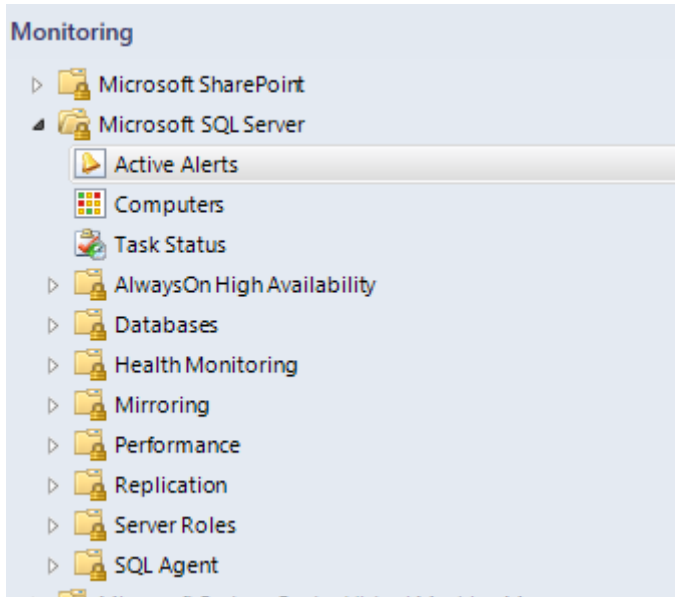 Monitoring
Microsoft SharePoint
Microsoft SQL Server
Active Alerts
Computers
Task Status
AlwaysOn High Availability
Databases
Health Monitoring
Mirroring
Performance
Replication
Server Roles
SQL Agent